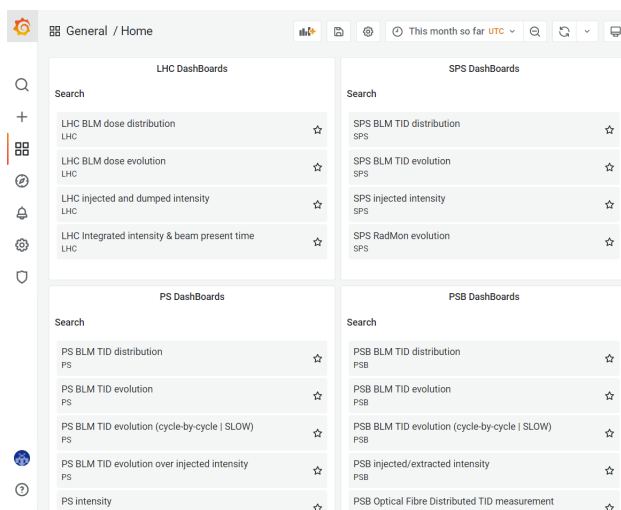 General / Home
This month so far UTC
LHC DashBoards
Search
LHC BLM dose distribution
LHC
LHC BLM dose evolution
LHC
LHC injected and dumped intensity
LHC
LHC Integrated intensity & beam present time
LHC
SPS DashBoards
Search
SPS BLM TID distribution
SPS
SPS BLM TID evolution
SPS
SPS injected intensity
SPS
SPS RadMon evolution
SPS
PS DashBoards
Search
PS BLM TID distribution
PS
PS BLM TID evolution
PS
PS BLM TID evolution (cycle-by-cycle | SLOW)
PS
PS BLM TID evolution over injected intensity
PS
PS intensity
PSB DashBoards
Search
PSB BLM TID distribution
PSB
PSB BLM TID evolution
PSB
PSB BLM TID evolution (cycle-by-cycle | SLOW)
PSB
PSB injected/extracted intensity
PSB
PSB Optical Fibre Distributed TID measurement